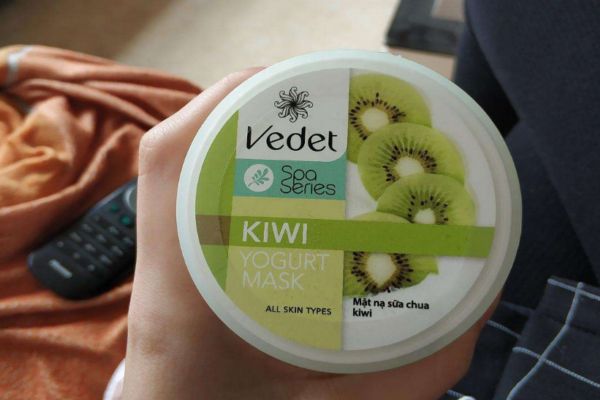 Vedet
Spa
Series
KIWI
YOGURT
MASK
ALL SKIN TYPES
Mặt nạ sữa chua
kiwi